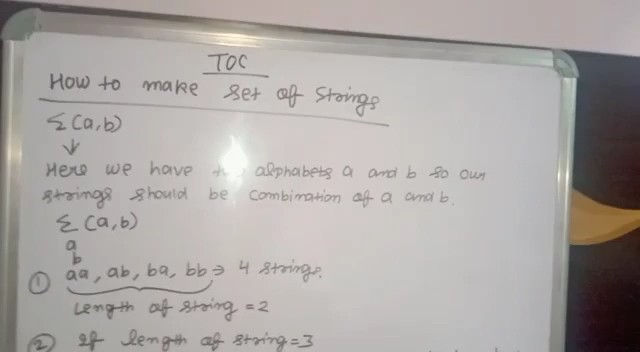 TOC
How to make set of strings
Σ(a,b)
↓
Here we have alphabets a and b so our
strings should be combination of a and b.
Σ(a,b)
a
b
① aa, ab, ba, bb ⇒ 4 strings.
Length of string = 2
② If length of string=3